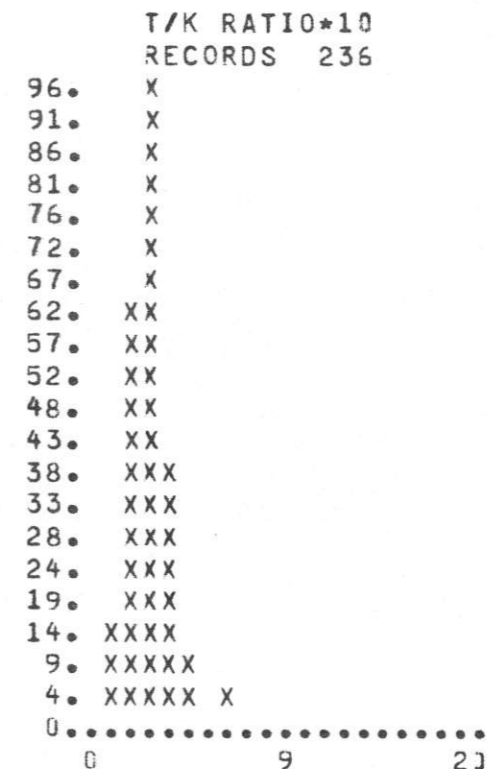 T/K RATIO*10
RECORDS 236
96. X
91. X
86. X
81. X
76. X
72. X
67. X
62. XX
57. XX
52. XX
48. XX
43. XX
38. XXX
33. XXX
28. XXX
24. XXX
19. XXX
14. XXXX
9. XXXXX
4. XXXXX X
0.....................
0 9 20